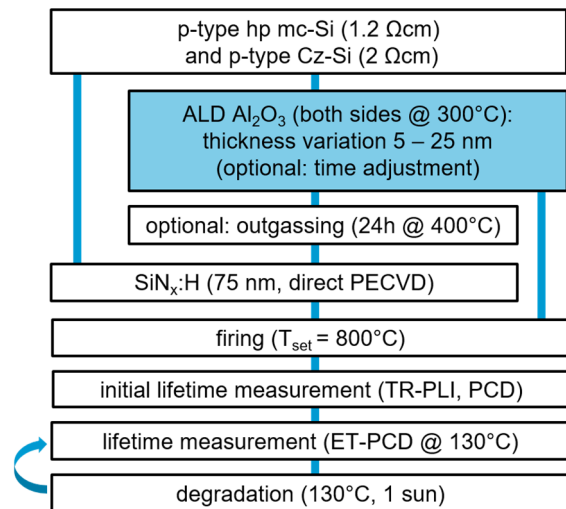 p-type hp mc-Si (1.2 Ωcm)
and p-type Cz-Si (2 Ωcm)
ALD Al₂O₃ (both sides @ 300°C):
thickness variation 5 – 25 nm
(optional: time adjustment)
optional: outgassing (24h @ 400°C)
SiNₓ:H (75 nm, direct PECVD)
firing (T_set = 800°C)
initial lifetime measurement (TR-PLI, PCD)
lifetime measurement (ET-PCD @ 130°C)
degradation (130°C, 1 sun)